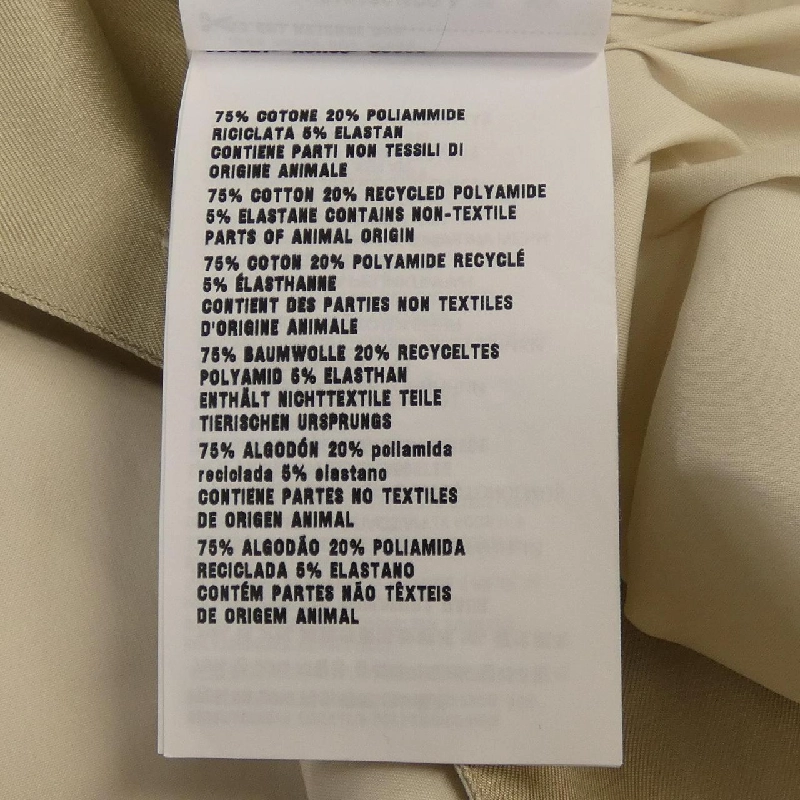 75% COTONE 20% POLIAMMIDE
RICICLATA 5% ELASTAN
CONTIENE PARTI NON TESSILI DI
ORIGINE ANIMALE
75% COTTON 20% RECYCLED POLYAMIDE
5% ELASTANE CONTAINS NON-TEXTILE
PARTS OF ANIMAL ORIGIN
75% COTON 20% POLYAMIDE RECYCLÉ
5% ÉLASTHANNE
CONTIENT DES PARTIES NON TEXTILES
D'ORIGINE ANIMALE
75% BAUMWOLLE 20% RECYCELTES
POLYAMID 5% ELASTHAN
ENTHÄLT NICHTTEXTILE TEILE
TIERISCHEN URSPRUNGS
75% ALGODÓN 20% poliamida
reciclada 5% elastano
CONTIENE PARTES NO TEXTILES
DE ORIGEN ANIMAL
75% ALGODÃO 20% POLIAMIDA
RECICLADA 5% ELASTANO
CONTÉM PARTES NÃO TÊXTEIS
DE ORIGEM ANIMAL